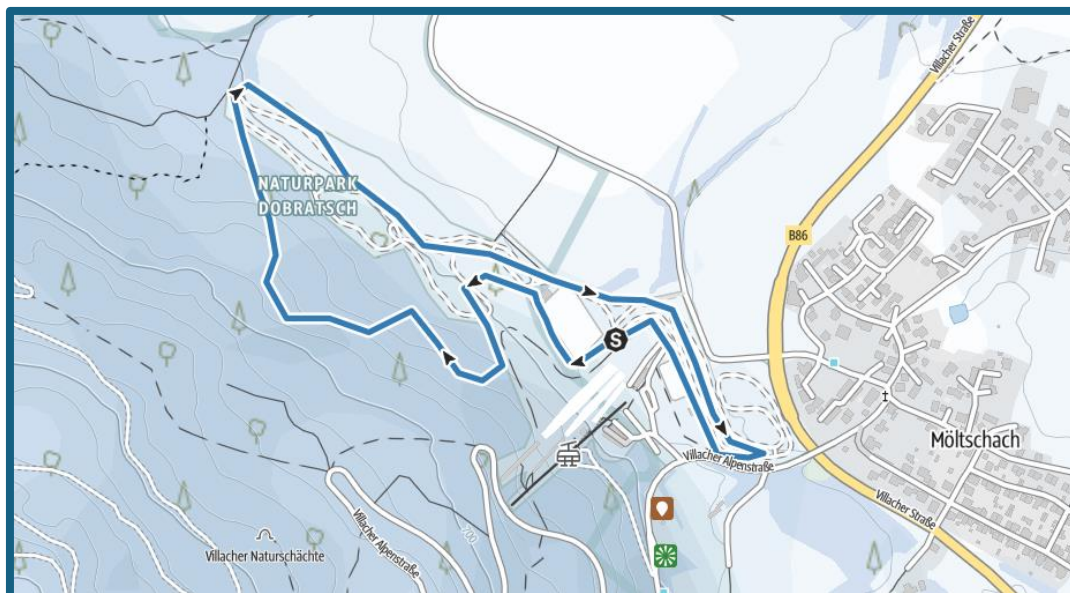 Villacher Straße
NATURPARK
DOBRATSCH
B86
S
Möltschach
Villacher Alpenstraße
Villacher Straße
700
Villacher Naturschächte
Villacher Alpenstraße